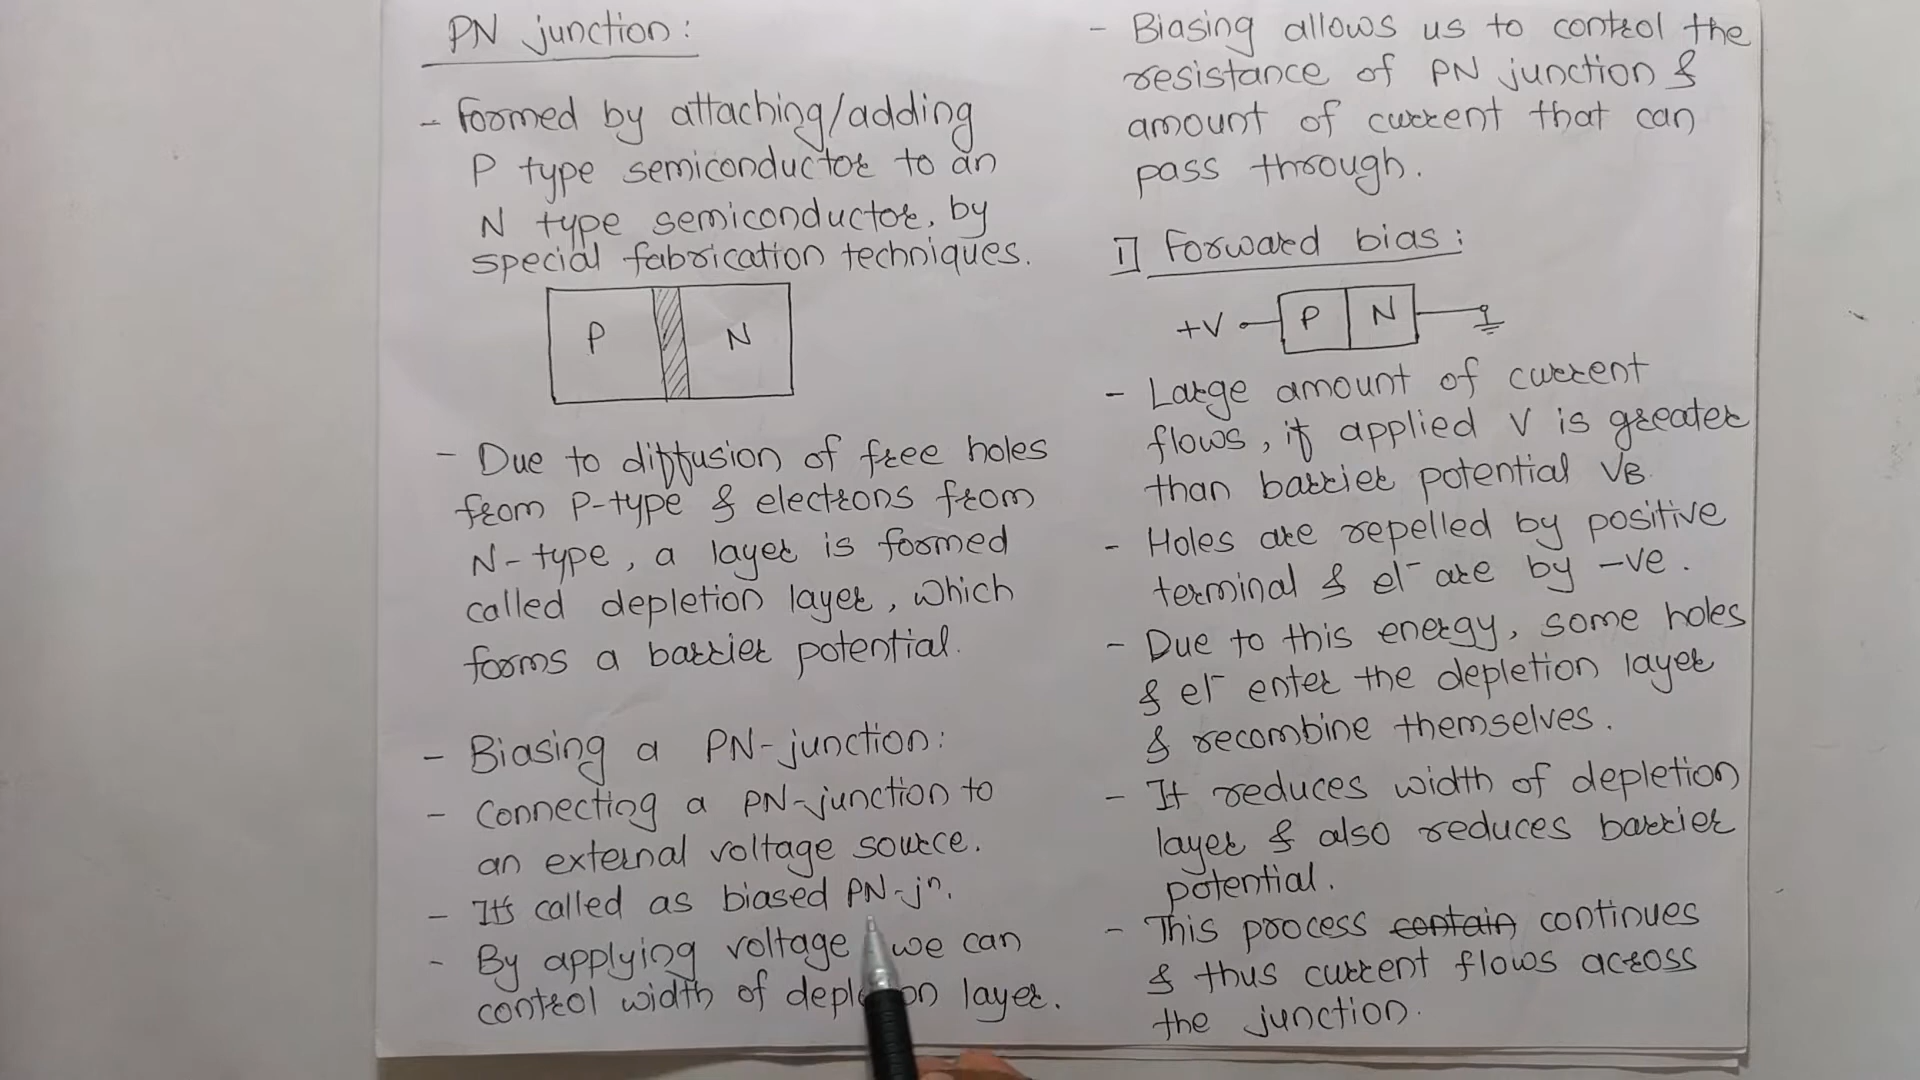 PN junction:
- Formed by attaching/adding
P type semiconductor to an
N type semiconductor, by
special fabrication techniques.
P N
- Due to diffusion of free holes
from P-type & electrons from
N-type, a layer is formed
called depletion layer, which
forms a barrier potential.
- Biasing a PN-junction:
- Connecting a PN-junction to
an external voltage source.
- It's called as biased PN-jn.
- By applying voltage we can
control width of depletion layer.
- Biasing allows us to control the
resistance of PN junction &
amount of current that can
pass through.
1] Forward bias:
+V P N
- Large amount of current
flows, if applied V is greater
than barrier potential VB.
- Holes are repelled by positive
terminal & el- are by -ve.
- Due to this energy, some holes
& el- enter the depletion layer
& recombine themselves.
- It reduces width of depletion
layer & also reduces barrier
potential.
- This process contain continues
& thus current flows across
the junction.